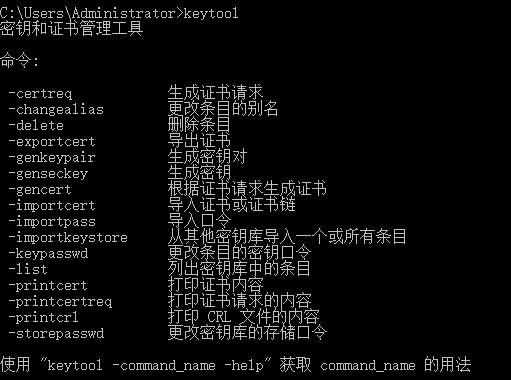 C:\Users\Administrator>keytool
密钥和证书管理工具
命令:
-certreq 生成证书请求
-changealias 更改条目的别名
-delete 删除条目
-exportcert 导出证书
-genkeypair 生成密钥对
-genseckey 生成密钥
-gencert 根据证书请求生成证书
-importcert 导入证书或证书链
-importpass 导入口令
-importkeystore 从其他密钥库导入一个或所有条目
-keypasswd 更改条目的密钥口令
-list 列出密钥库中的条目
-printcert 打印证书内容
-printcertreq 打印证书请求的内容
-printcrl 打印 CRL 文件的内容
-storepasswd 更改密钥库的存储口令
使用 "keytool -command_name -help" 获取 command_name 的用法